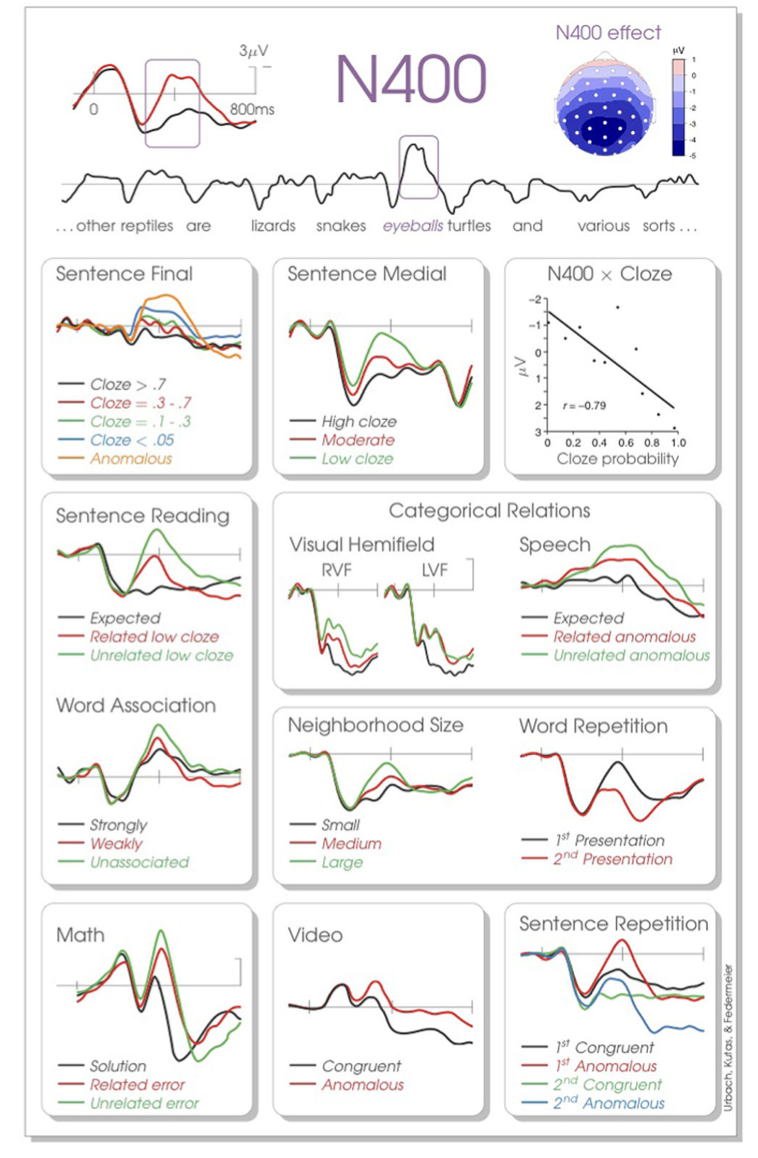 N400 effect
3μV
N400
μV
1
0
-1
-2
-3
-4
-5
0
800ms
...other reptiles are lizards snakes eyeballs turtles and various sorts...
Sentence Final
Cloze > .7
Cloze = .3 - .7
Cloze = .1 - .3
Cloze < .05
Anomalous
Sentence Medial
High cloze
Moderate
Low cloze
N400 × Cloze
−2
−1
0
1
2
3
μV
r = −0.79
0 0.2 0.4 0.6 0.8 1.0
Cloze probability
Sentence Reading
Expected
Related low cloze
Unrelated low cloze
Word Association
Strongly
Weakly
Unassociated
Categorical Relations
Visual Hemifield
RVF LVF
Speech
Expected
Related anomalous
Unrelated anomalous
Neighborhood Size
Small
Medium
Large
Word Repetition
1st Presentation
2nd Presentation
Math
Solution
Related error
Unrelated error
Video
Congruent
Anomalous
Sentence Repetition
1st Congruent
1st Anomalous
2nd Congruent
2nd Anomalous
Urbach, Kutas, & Federmeier